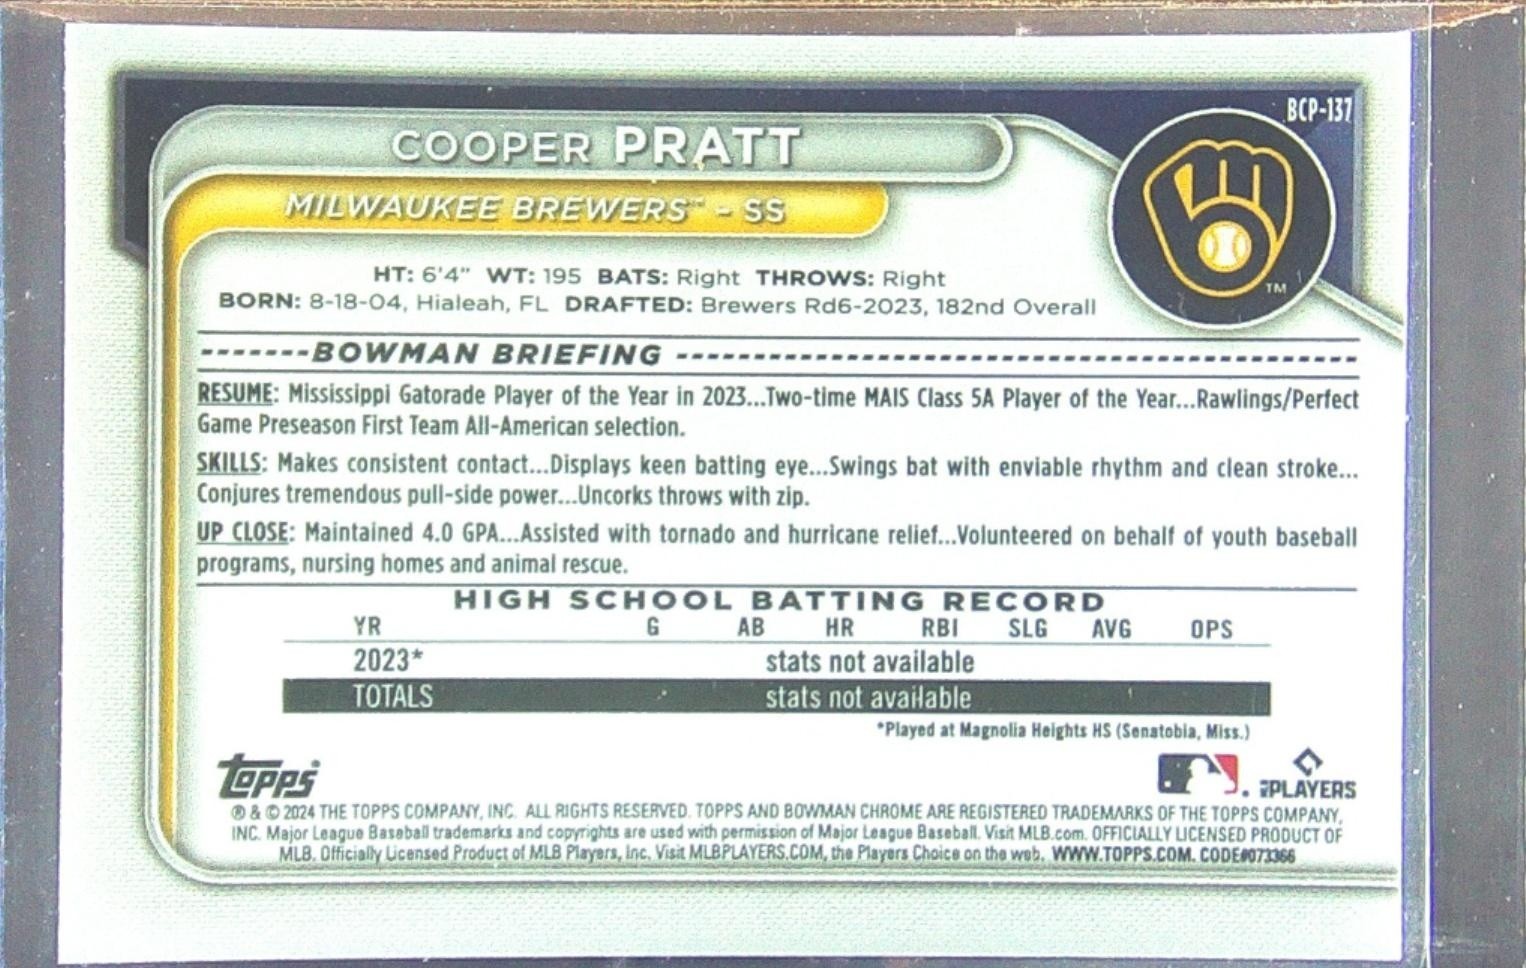 BCP-137
COOPER PRATT
MILWAUKEE BREWERS™ - SS
TM
HT: 6'4" WT: 195 BATS: Right THROWS: Right
BORN: 8-18-04, Hialeah, FL DRAFTED: Brewers Rd6-2023, 182nd Overall
BOWMAN BRIEFING
RESUME: Mississippi Gatorade Player of the Year in 2023...Two-time MAIS Class 5A Player of the Year...Rawlings/Perfect
Game Preseason First Team All-American selection.
SKILLS: Makes consistent contact...Displays keen batting eye...Swings bat with enviable rhythm and clean stroke...
Conjures tremendous pull-side power...Uncorks throws with zip.
UP CLOSE: Maintained 4.0 GPA...Assisted with tornado and hurricane relief...Volunteered on behalf of youth baseball
programs, nursing homes and animal rescue.
HIGH SCHOOL BATTING RECORD
YR G AB HR RBI SLG AVG OPS
2023* stats not available
TOTALS stats not available
*Played at Magnolia Heights HS (Senatobia, Miss.)
Topps PLAYERS
® & © 2024 THE TOPPS COMPANY, INC. ALL RIGHTS RESERVED. TOPPS AND BOWMAN CHROME ARE REGISTERED TRADEMARKS OF THE TOPPS COMPANY,
INC. Major League Baseball trademarks and copyrights are used with permission of Major League Baseball. Visit MLB.com. OFFICIALLY LICENSED PRODUCT OF
MLB. Officially Licensed Product of MLB Players, Inc. Visit MLBPLAYERS.COM, the Players Choice on the web. WWW.TOPPS.COM. CODE#073366